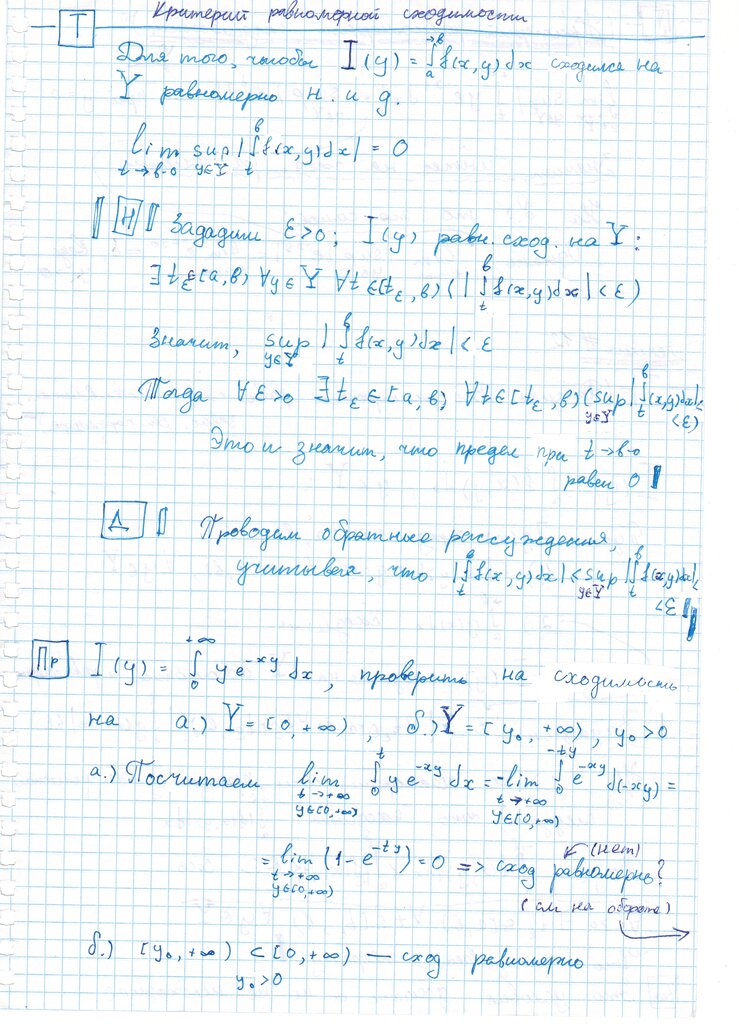 Критерий равномерной сходимости
Т Для того, чтобы I(y) = ∫ₐ^{→b} f(x,y)dx сходился на
Y равномерно н. и д.
lim_{t→b-0} sup_{y∈Y} |∫_t^b f(x,y)dx| = 0
Н Зададим ε>0; I(y) равн. сход. на Y:
∃t_ε∈[a,b) ∀y∈Y ∀t∈[t_ε,b) (|∫_t^b f(x,y)dx| < ε)
Значит, sup_{y∈Y} |∫_t^b f(x,y)dx| < ε
Тогда ∀ε>0 ∃t_ε∈[a,b) ∀t∈[t_ε,b) (sup_{y∈Y} |∫_t^b (x,y)dx| <
<ε)
Это и значит, что предел при t→b-0
равен 0
Д Проводим обратные рассуждения,
учитывая, что |∫_t^b f(x,y)dx| ≤ sup_{y∈Y} |∫_t^b f(x,y)dx| <
<ε
Пр I(y) = ∫_0^{+∞} y e^{-xy} dx, проверить на сходимость
на а.) Y = [0,+∞), б.) Y = [y₀,+∞), y₀>0
а.) Посчитаем lim_{t→+∞, y∈[0,+∞)} ∫_0^t y e^{-xy} dx = -lim_{t→+∞, y∈[0,+∞)} ∫_0^{-ty} e^{-xy} d(-xy) =
(нет)
= lim_{t→+∞, y∈[0,+∞)} (1 - e^{-ty}) = 0 => сход равномерно?
(см на обороте)
б.) [y₀,+∞) ⊂ [0,+∞) — сход равномерно
y₀>0